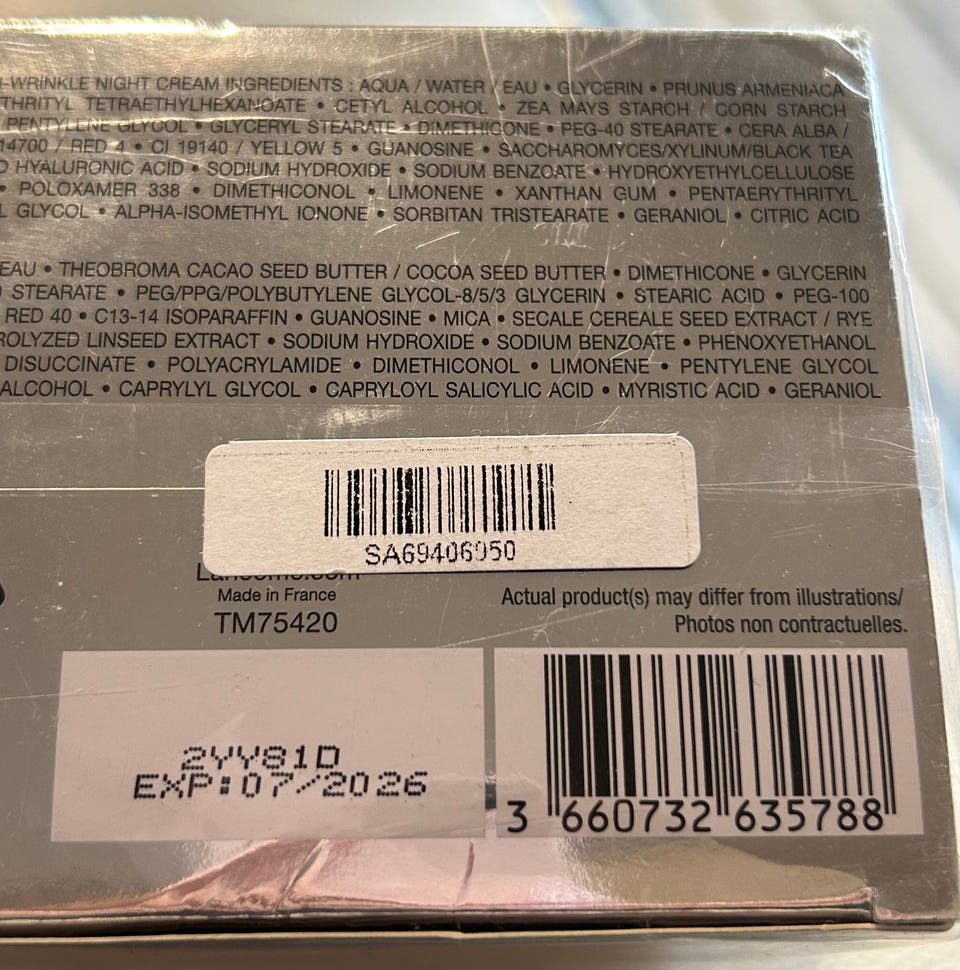 -WRINKLE NIGHT CREAM INGREDIENTS : AQUA / WATER / EAU • GLYCERIN • PRUNUS ARMENIACA
THRITYL TETRAETHYLHEXANOATE • CETYL ALCOHOL • ZEA MAYS STARCH / CORN STARCH
PENTYLENE GLYCOL • GLYCERYL STEARATE • DIMETHICONE • PEG-40 STEARATE • CERA ALBA /
14700 / RED 4 • CI 19140 / YELLOW 5 • GUANOSINE • SACCHAROMYCES/XYLINUM/BLACK TEA
D HYALURONIC ACID • SODIUM HYDROXIDE • SODIUM BENZOATE • HYDROXYETHYLCELLULOSE
• POLOXAMER 338 • DIMETHICONOL • LIMONENE • XANTHAN GUM • PENTAERYTHRITYL
L GLYCOL • ALPHA-ISOMETHYL IONONE • SORBITAN TRISTEARATE • GERANIOL • CITRIC ACID
EAU • THEOBROMA CACAO SEED BUTTER / COCOA SEED BUTTER • DIMETHICONE • GLYCERIN
STEARATE • PEG/PPG/POLYBUTYLENE GLYCOL-8/5/3 GLYCERIN • STEARIC ACID • PEG-100
RED 40 • C13-14 ISOPARAFFIN • GUANOSINE • MICA • SECALE CEREALE SEED EXTRACT / RYE
ROLYZED LINSEED EXTRACT • SODIUM HYDROXIDE • SODIUM BENZOATE • PHENOXYETHANOL
DISUCCINATE • POLYACRYLAMIDE • DIMETHICONOL • LIMONENE • PENTYLENE GLYCOL
ALCOHOL • CAPRYLYL GLYCOL • CAPRYLOYL SALICYLIC ACID • MYRISTIC ACID • GERANIOL
SA69406950
Made in France
TM75420
Actual product(s) may differ from illustrations/
Photos non contractuelles.
2YY81D
EXP:07/2026
3 660732 635788